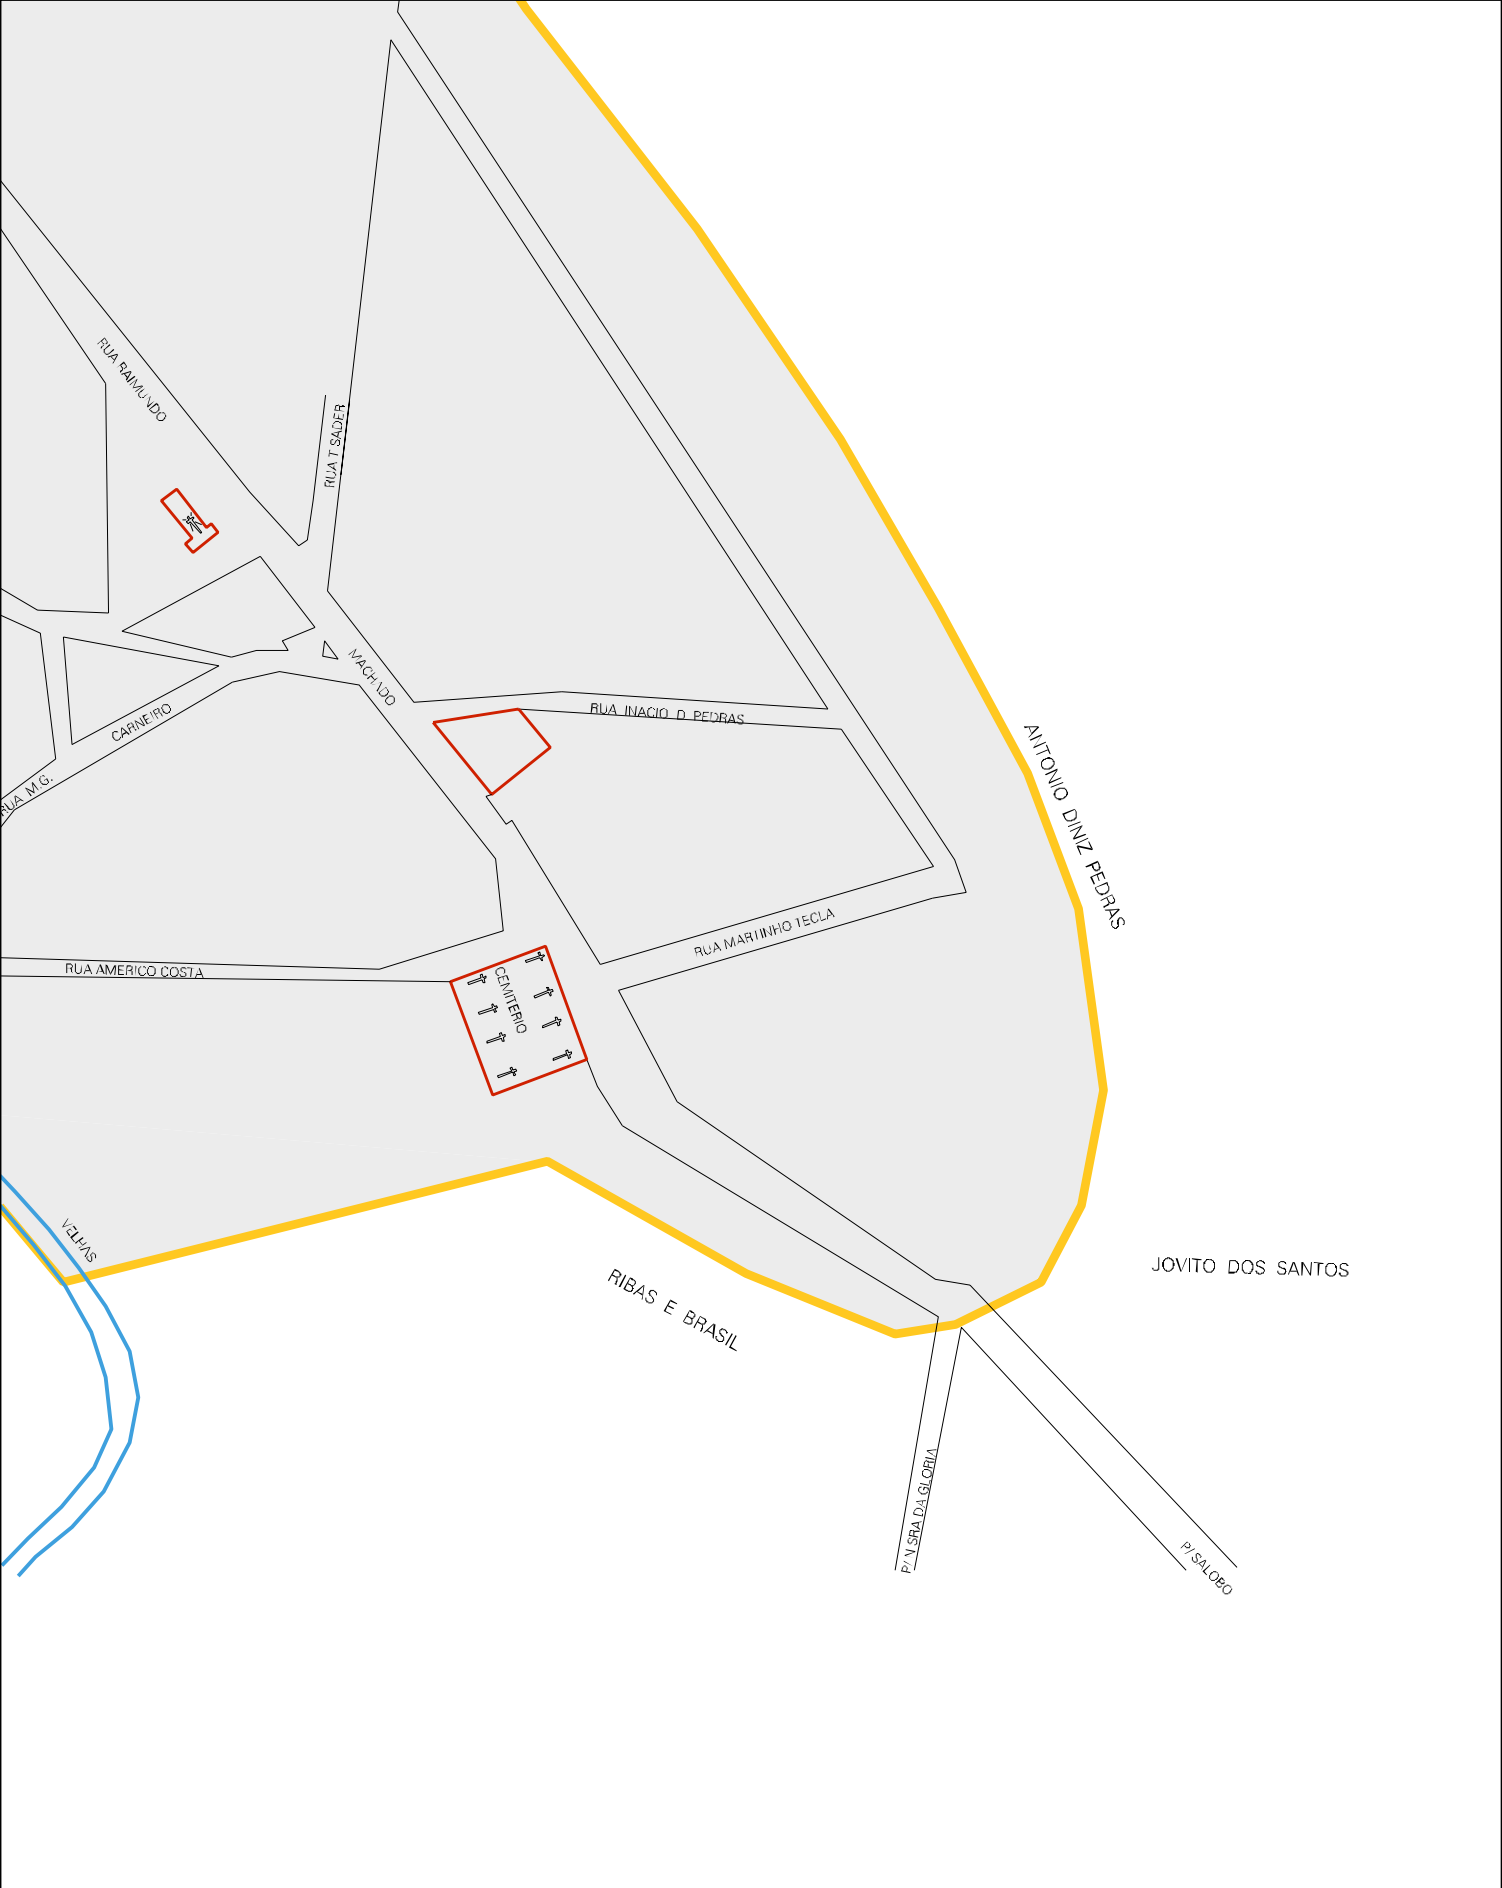 RUA RAIMUNDO
RUA T SADER
MACHADO
RUA INACIO D PEDRAS
CARNEIRO
RUA M.G.
ANTONIO DINIZ PEDRAS
RUA MARTINHO TECLA
RUA AMERICO COSTA
CEMITERIO
VELHAS
JOVITO DOS SANTOS
RIBAS E BRASIL
P/ N SRA DA GLORIA
P/ SALOBO